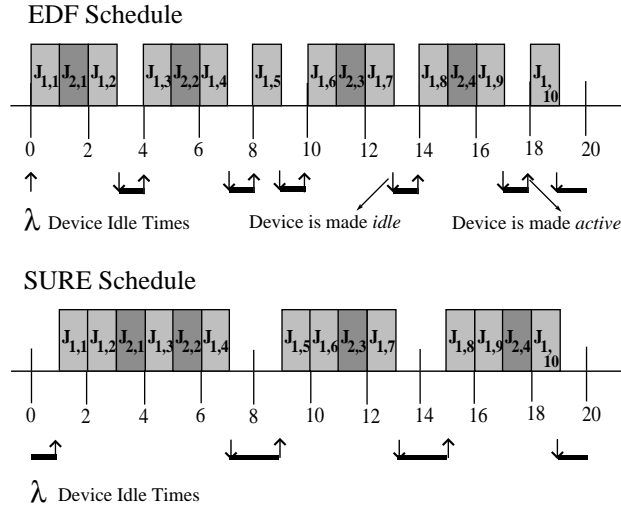 EDF Schedule
J1,1 J2,1 J1,2 J1,3 J2,2 J1,4 J1,5 J1,6 J2,3 J1,7 J1,8 J2,4 J1,9 J1,10
0 2 4 6 8 10 12 14 16 18 20
λ Device Idle Times Device is made idle Device is made active
SURE Schedule
J1,1 J1,2 J2,1 J1,3 J2,2 J1,4 J1,5 J1,6 J2,3 J1,7 J1,8 J1,9 J2,4 J1,10
0 2 4 6 8 10 12 14 16 18 20
λ Device Idle Times